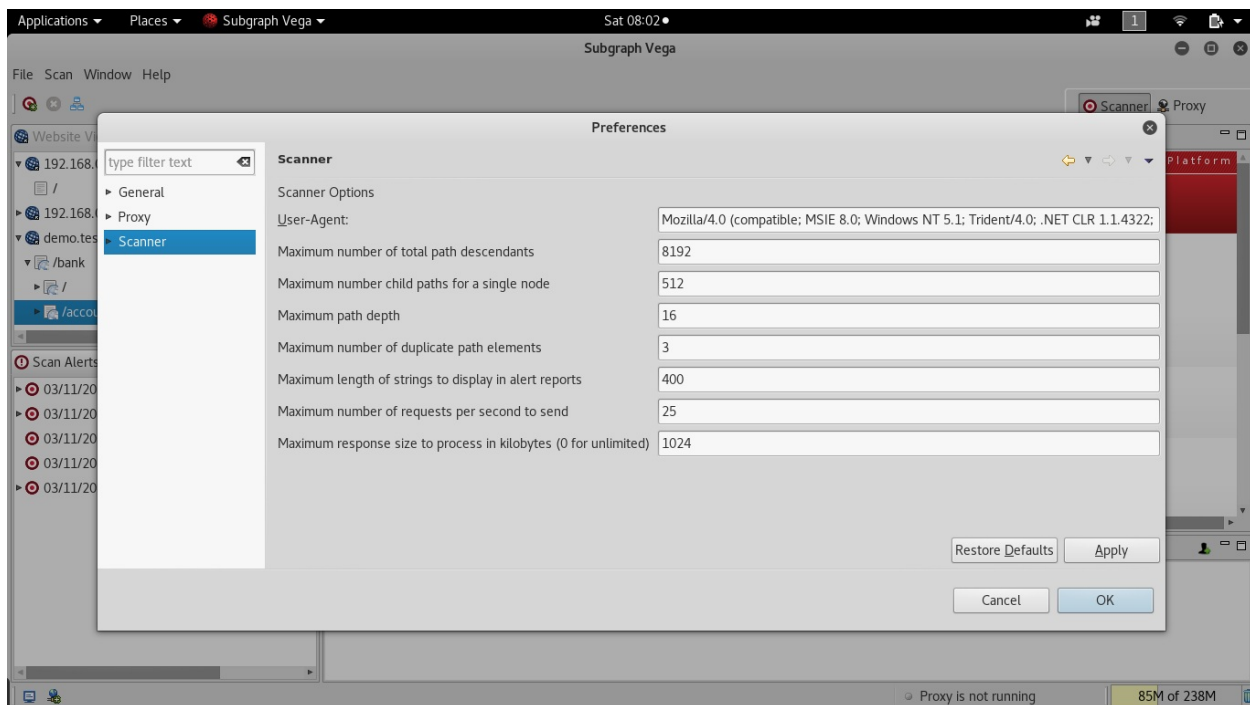 Applications Places Subgraph Vega Sat 08:02 1
Subgraph Vega
File Scan Window Help
Scanner Proxy
Website Vi
Preferences
192.168.
type filter text
Scanner
Platform
/
General
Scanner Options
192.168.
Proxy
User-Agent: Mozilla/4.0 (compatible; MSIE 8.0; Windows NT 5.1; Trident/4.0; .NET CLR 1.1.4322;
demo.tes
Scanner
Maximum number of total path descendants 8192
/bank
Maximum number child paths for a single node 512
/
/accou
Maximum path depth 16
Maximum number of duplicate path elements 3
Scan Alerts
Maximum length of strings to display in alert reports 400
03/11/20
Maximum number of requests per second to send 25
03/11/20
03/11/20
Maximum response size to process in kilobytes (0 for unlimited) 1024
03/11/20
03/11/20
Restore Defaults Apply
Cancel OK
Proxy is not running 85M of 238M